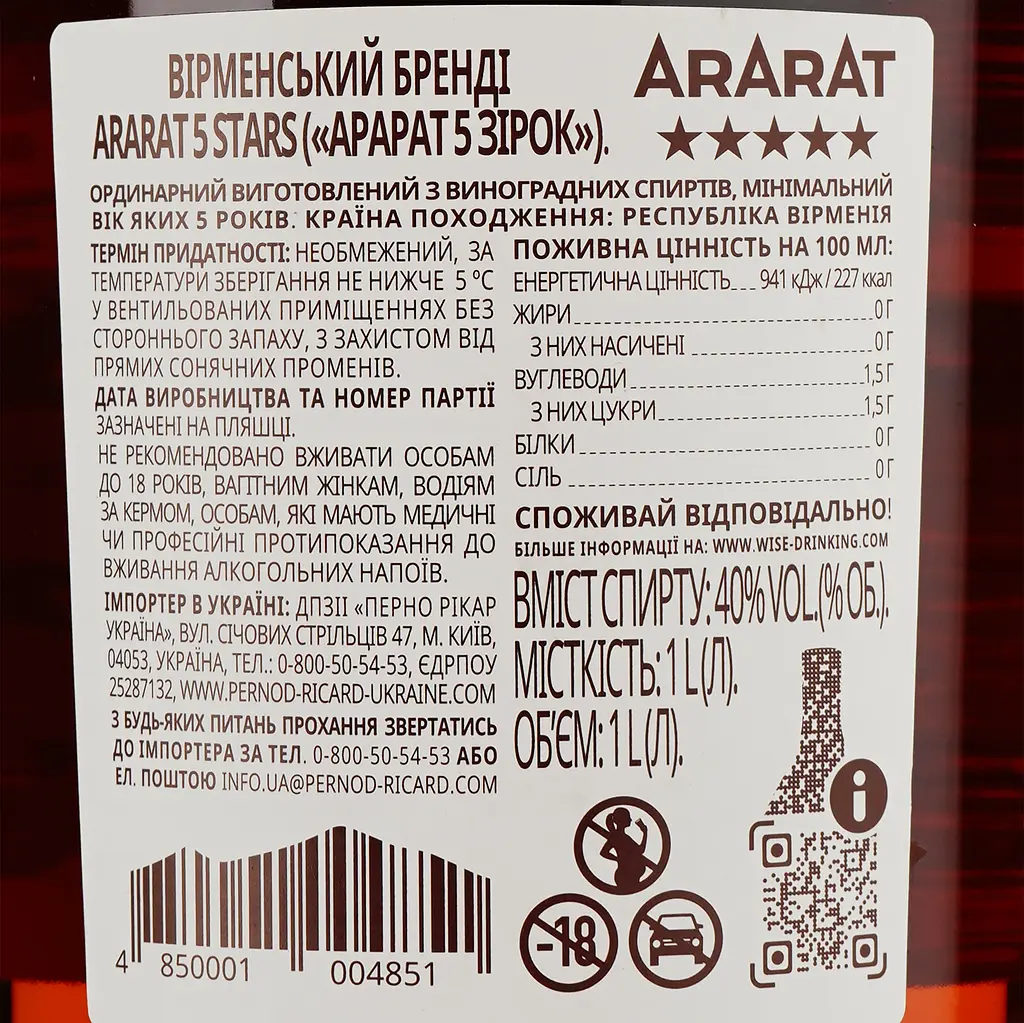 ВІРМЕНСЬКИЙ БРЕНДІ
ARARAT 5 STARS («АРАРАТ 5 ЗІРОК»).
ARARAT
ОРДИНАРНИЙ ВИГОТОВЛЕНИЙ З ВИНОГРАДНИХ СПИРТІВ, МІНІМАЛЬНИЙ
ВІК ЯКИХ 5 РОКІВ. КРАЇНА ПОХОДЖЕННЯ: РЕСПУБЛІКА ВІРМЕНІЯ
ТЕРМІН ПРИДАТНОСТІ: НЕОБМЕЖЕНИЙ, ЗА
ТЕМПЕРАТУРИ ЗБЕРІГАННЯ НЕ НИЖЧЕ 5 °C
У ВЕНТИЛЬОВАНИХ ПРИМІЩЕННЯХ БЕЗ
СТОРОННЬОГО ЗАПАХУ, З ЗАХИСТОМ ВІД
ПРЯМИХ СОНЯЧНИХ ПРОМЕНІВ.
ДАТА ВИРОБНИЦТВА ТА НОМЕР ПАРТІЇ
ЗАЗНАЧЕНІ НА ПЛЯШЦІ.
НЕ РЕКОМЕНДОВАНО ВЖИВАТИ ОСОБАМ
ДО 18 РОКІВ, ВАГІТНИМ ЖІНКАМ, ВОДІЯМ
ЗА КЕРМОМ, ОСОБАМ, ЯКІ МАЮТЬ МЕДИЧНІ
ЧИ ПРОФЕСІЙНІ ПРОТИПОКАЗАННЯ ДО
ВЖИВАННЯ АЛКОГОЛЬНИХ НАПОЇВ.
ІМПОРТЕР В УКРАЇНІ: ДПЗІІ «ПЕРНО РІКАР
УКРАЇНА», ВУЛ. СІЧОВИХ СТРІЛЬЦІВ 47, М. КИЇВ,
04053, УКРАЇНА, ТЕЛ.: 0-800-50-54-53, ЄДРПОУ
25287132, WWW.PERNOD-RICARD-UKRAINE.COM
З БУДЬ-ЯКИХ ПИТАНЬ ПРОХАННЯ ЗВЕРТАТИСЬ
ДО ІМПОРТЕРА ЗА ТЕЛ. 0-800-50-54-53 АБО
ЕЛ. ПОШТОЮ INFO.UA@PERNOD-RICARD.COM
4 850001 004851
ПОЖИВНА ЦІННІСТЬ НА 100 МЛ:
ЕНЕРГЕТИЧНА ЦІННІСТЬ 941 кДж / 227 ккал
ЖИРИ 0 Г
З НИХ НАСИЧЕНІ 0 Г
ВУГЛЕВОДИ 1,5 Г
З НИХ ЦУКРИ 1,5 Г
БІЛКИ 0 Г
СІЛЬ 0 Г
СПОЖИВАЙ ВІДПОВІДАЛЬНО!
БІЛЬШЕ ІНФОРМАЦІЇ НА: WWW.WISE-DRINKING.COM
ВМІСТ СПИРТУ: 40% VOL. (% ОБ.).
МІСТКІСТЬ: 1 L (Л).
ОБ'ЄМ: 1 L (Л).
i
-18